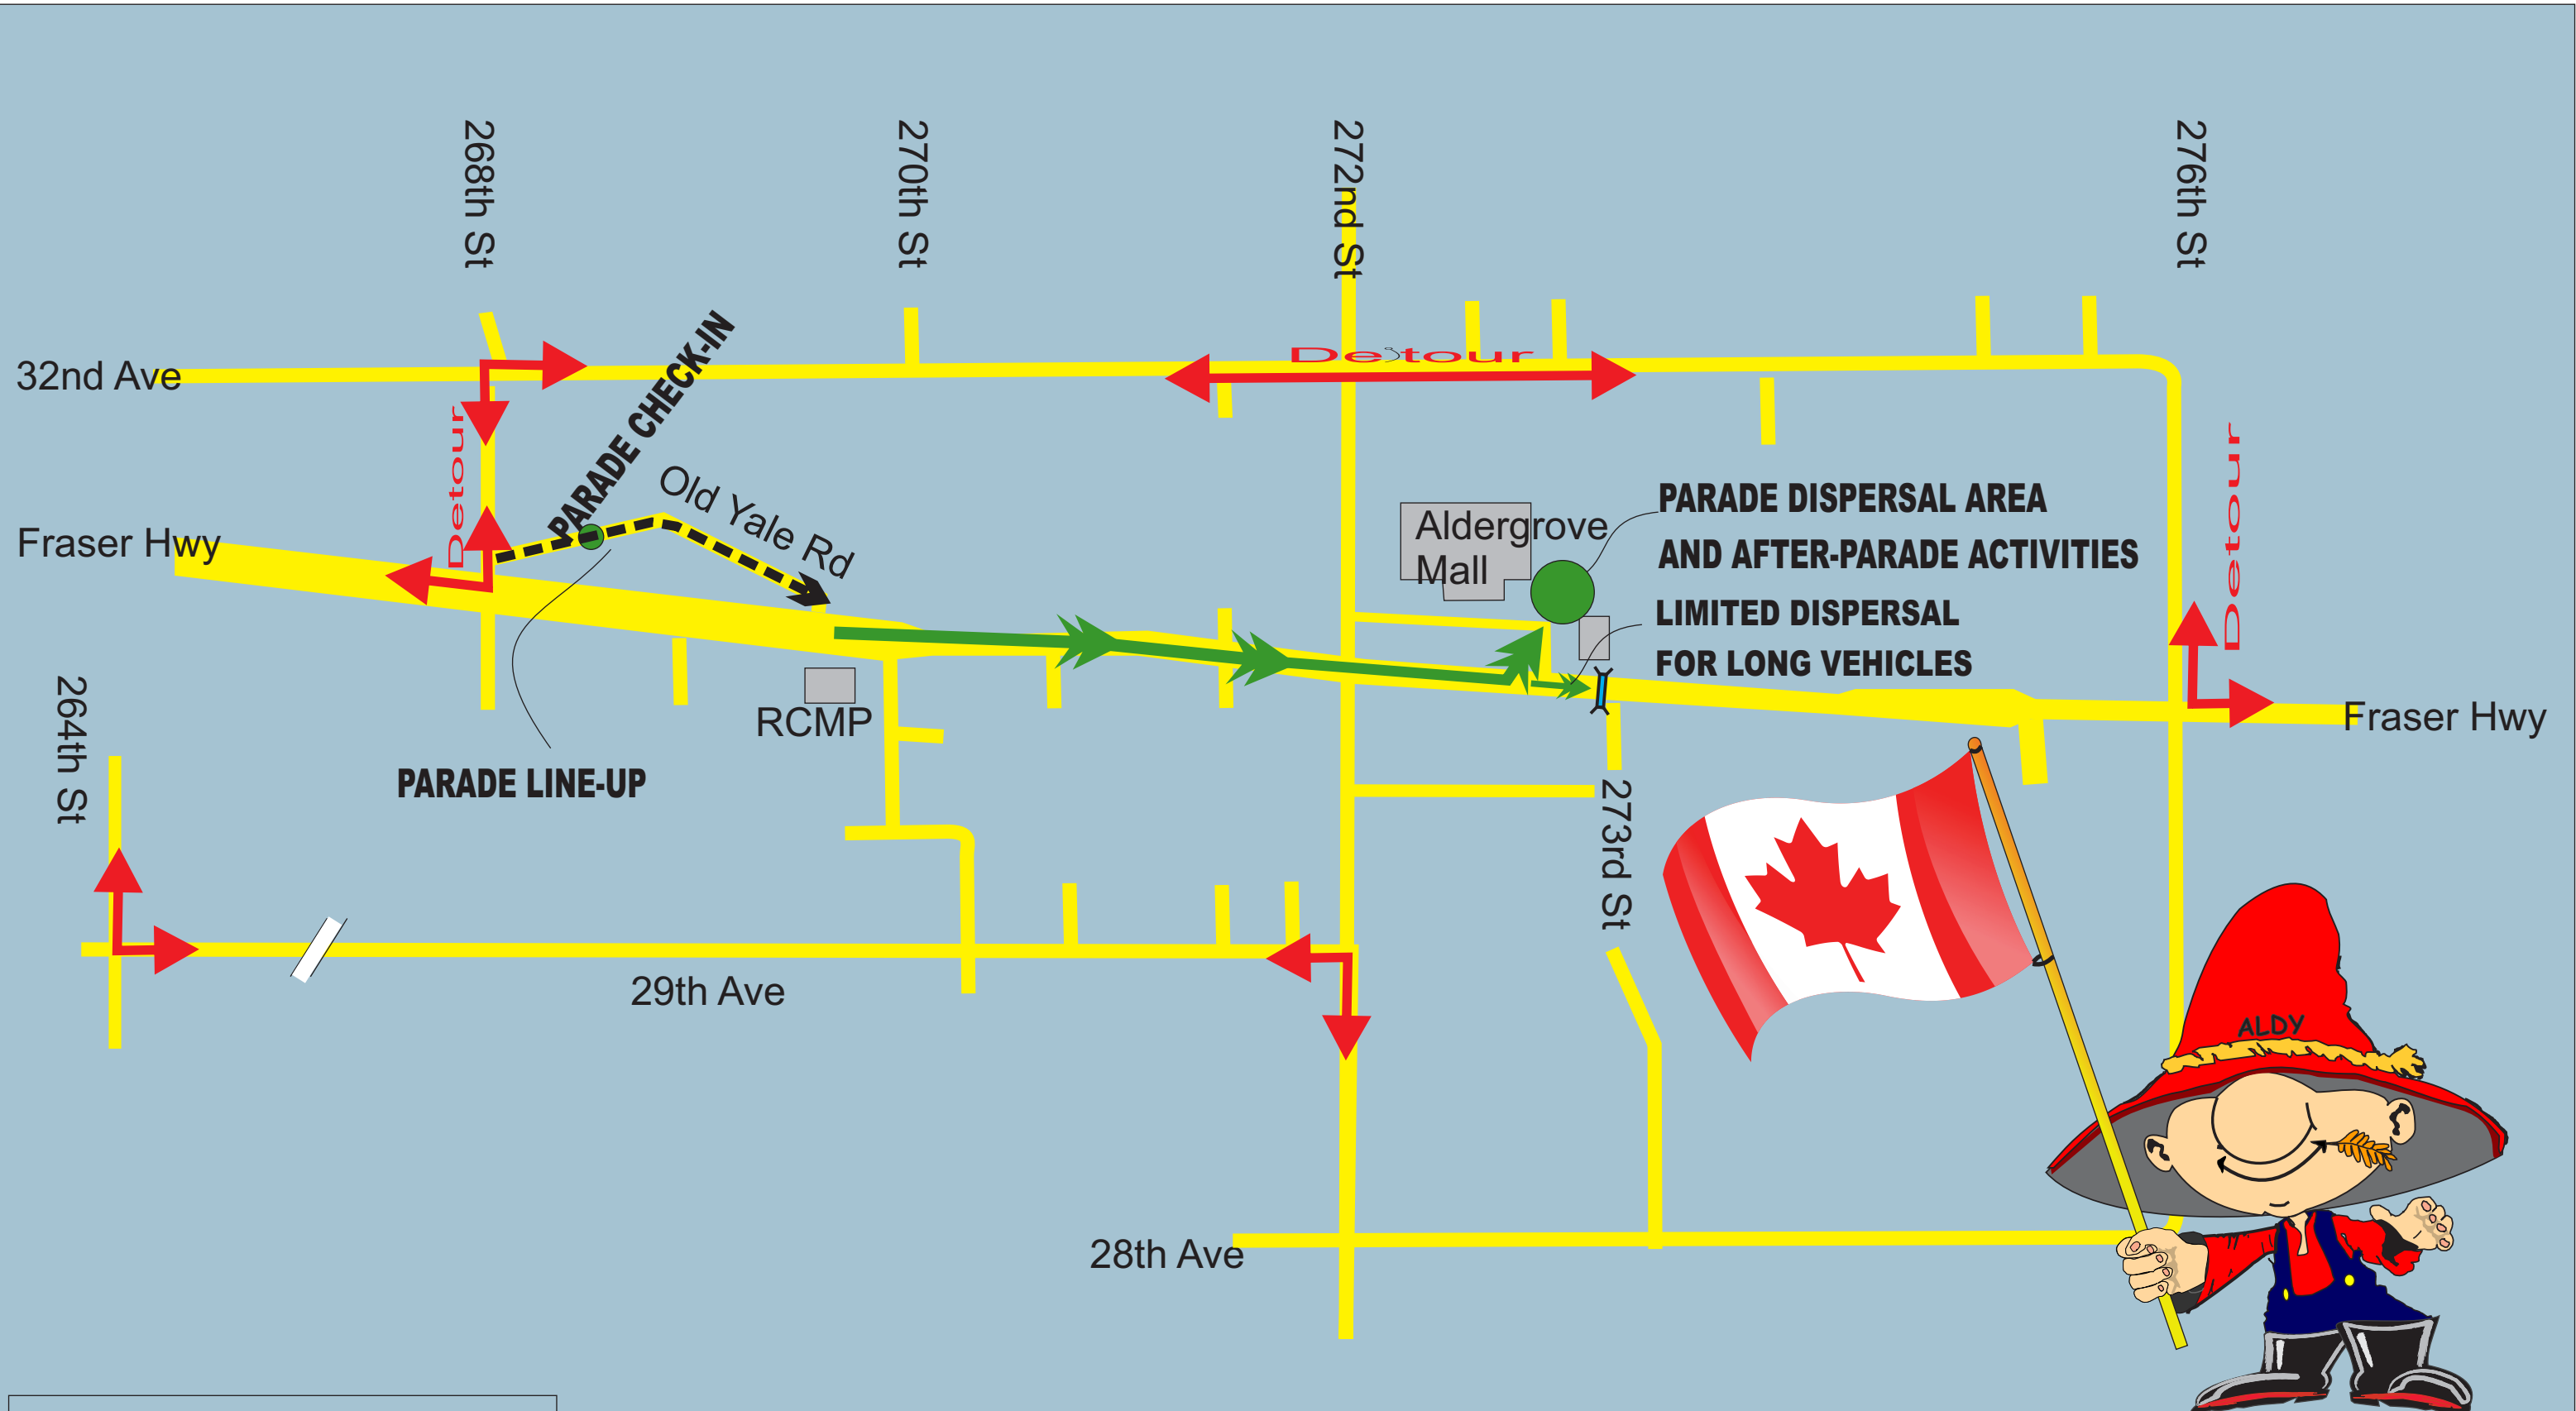 268th St
270th St
272nd St
276th St
32nd Ave
Detour
PARADE CHECK-IN
Detour
Old Yale Rd
Detour
Fraser Hwy
Aldergrove
Mall
PARADE DISPERSAL AREA
AND AFTER-PARADE ACTIVITIES
LIMITED DISPERSAL
FOR LONG VEHICLES
264th St
RCMP
Fraser Hwy
PARADE LINE-UP
273rd St
29th Ave
ALDY
28th Ave